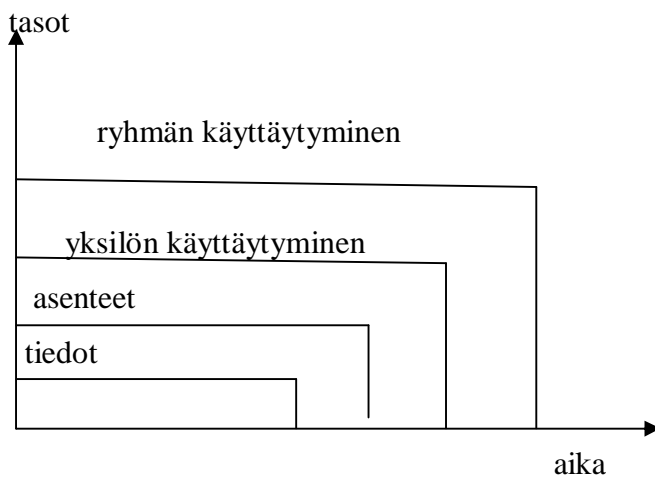 tasot
ryhmän käyttäytyminen
yksilön käyttäytyminen
asenteet
tiedot
aika